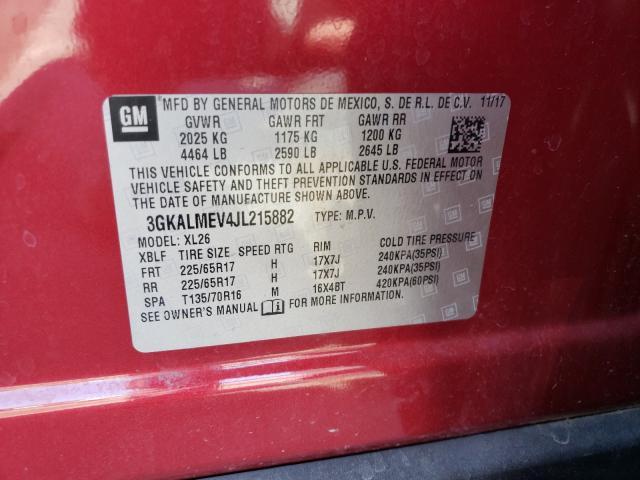 GM
MFD BY GENERAL MOTORS DE MEXICO, S. DE R.L. DE C.V. 11/17
GVWR GAWR FRT GAWR RR
2025 KG 1175 KG 1200 KG
4464 LB 2590 LB 2645 LB
THIS VEHICLE CONFORMS TO ALL APPLICABLE U.S. FEDERAL MOTOR
VEHICLE SAFETY AND THEFT PREVENTION STANDARDS IN EFFECT ON
THE DATE OF MANUFACTURE SHOWN ABOVE.
3GKALMEV4JL215882 TYPE: M.P.V.
MODEL: XL26
XBLF TIRE SIZE SPEED RTG RIM COLD TIRE PRESSURE
FRT 225/65R17 H 17X7J 240KPA(35PSI)
RR 225/65R17 H 17X7J 240KPA(35PSI)
SPA T135/70R16 M 16X4BT 420KPA(60PSI)
SEE OWNER'S MANUAL